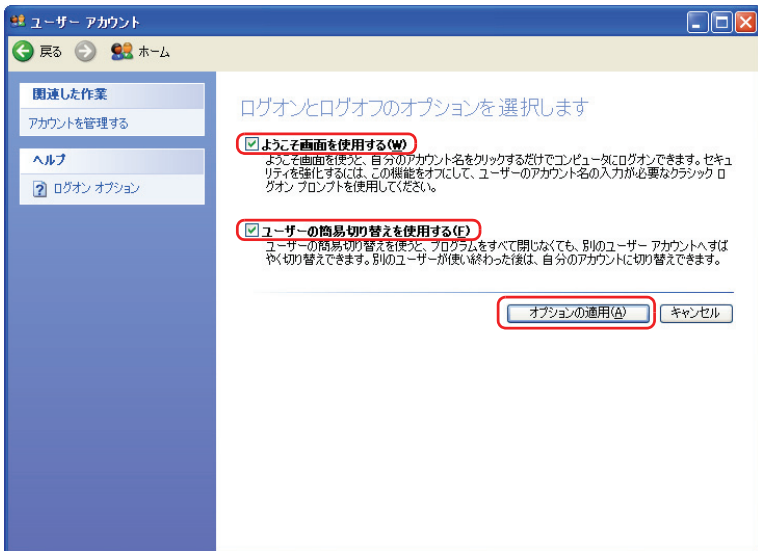 ユーザー アカウント
戻る ホーム
関連した作業
アカウントを管理する
ヘルプ
ログオン オプション
ログオンとログオフのオプションを選択します
ようこそ画面を使用する(W)
ようこそ画面を使うと、自分のアカウント名をクリックするだけでコンピュータにログオンできます。セキュ
リティを強化するには、この機能をオフにして、ユーザーのアカウント名の入力が必要なクラシック ロ
グオン プロンプトを使用してください。
ユーザーの簡易切り替えを使用する(F)
ユーザーの簡易切り替えを使うと、プログラムをすべて閉じなくても、別のユーザー アカウントへすば
やく切り替えできます。別のユーザーが使い終わった後は、自分のアカウントに切り替えできます。
オプションの適用(A) キャンセル